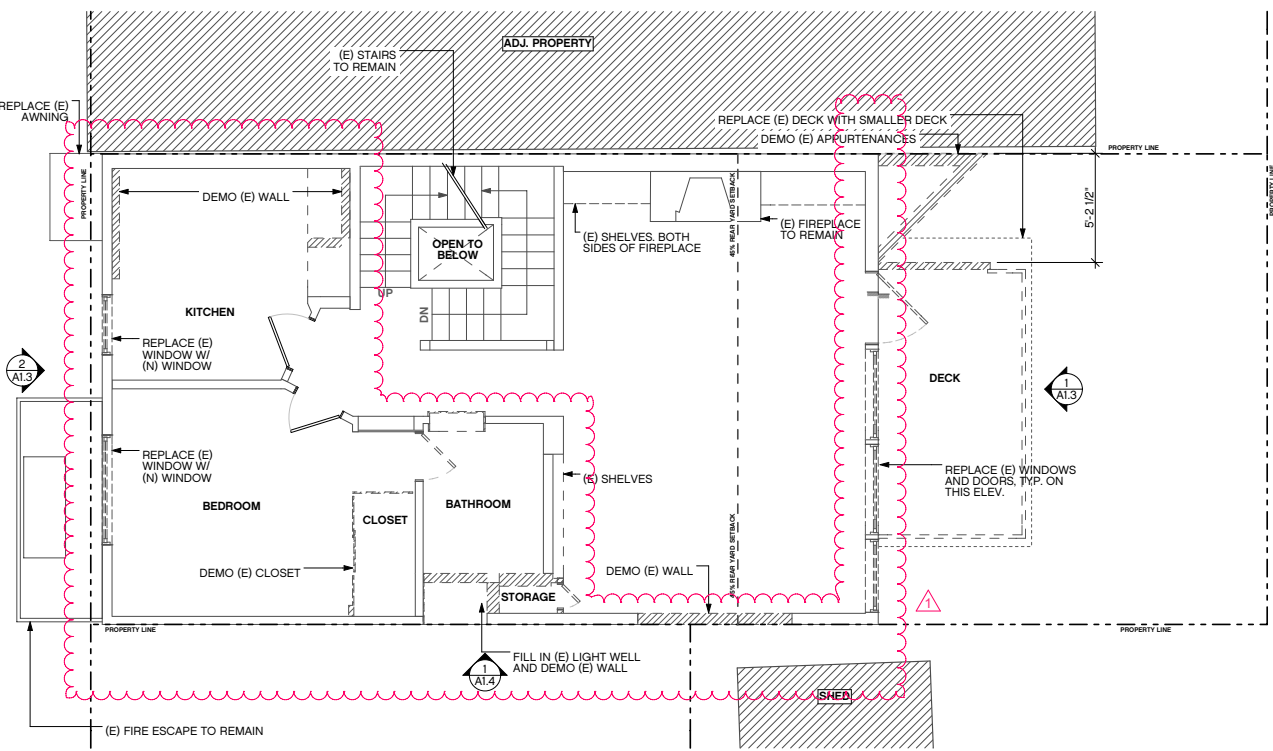 ADJ. PROPERTY
(E) STAIRS
TO REMAIN
REPLACE (E)
AWNING
REPLACE (E) DECK WITH SMALLER DECK
DEMO (E) APPURTENANCES
PROPERTY LINE
PROPERTY LINE
PROPERTY LINE
DEMO (E) WALL
45% REAR YARD SETBACK
5'-2 1/2"
(E) SHELVES. BOTH
SIDES OF FIREPLACE
(E) FIREPLACE
TO REMAIN
OPEN TO
BELOW
UP
DN
KITCHEN
REPLACE (E)
WINDOW W/
(N) WINDOW
2
A1.3
DECK
1
A1.3
REPLACE (E)
WINDOW W/
(N) WINDOW
BEDROOM
CLOSET
BATHROOM
(E) SHELVES
REPLACE (E) WINDOWS
AND DOORS, TYP. ON
THIS ELEV.
45% REAR YARD SETBACK
DEMO (E) CLOSET
DEMO (E) WALL
STORAGE
1
PROPERTY LINE
PROPERTY LINE
FILL IN (E) LIGHT WELL
AND DEMO (E) WALL
1
A1.4
SHED
(E) FIRE ESCAPE TO REMAIN